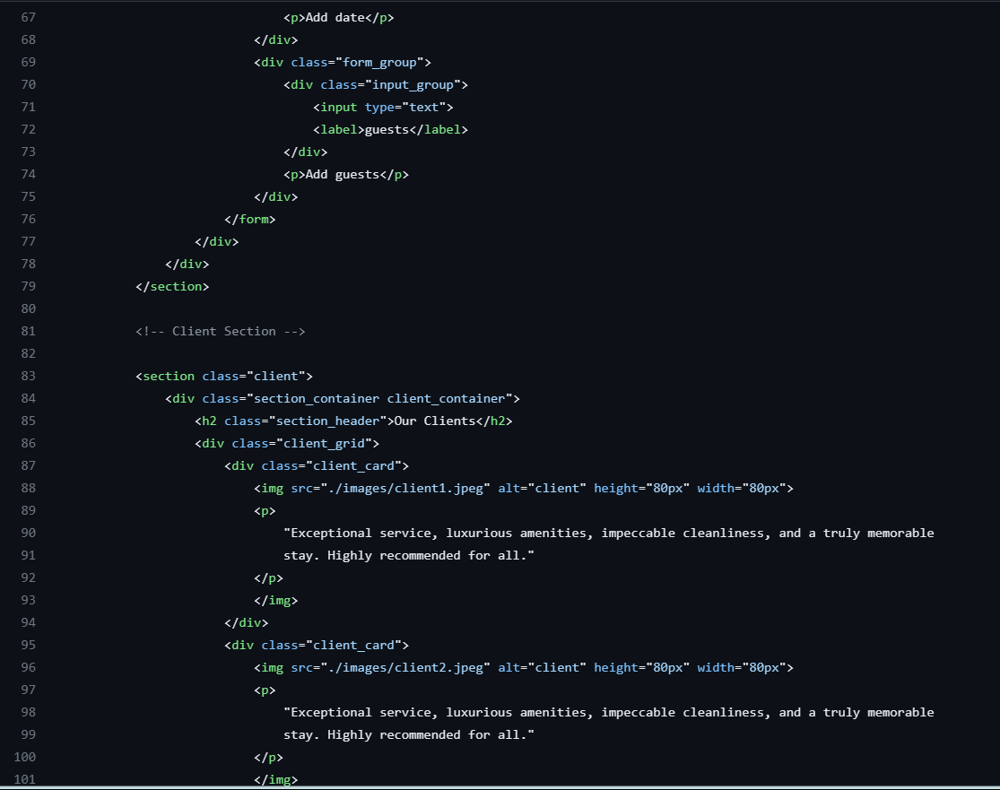 67 <p>Add date</p>
68 </div>
69 <div class="form_group">
70 <div class="input_group">
71 <input type="text">
72 <label>guests</label>
73 </div>
74 <p>Add guests</p>
75 </div>
76 </form>
77 </div>
78 </div>
79 </section>
80
81 <!-- Client Section -->
82
83 <section class="client">
84 <div class="section_container client_container">
85 <h2 class="section_header">Our Clients</h2>
86 <div class="client_grid">
87 <div class="client_card">
88 <img src="./images/client1.jpeg" alt="client" height="80px" width="80px">
89 <p>
90 "Exceptional service, luxurious amenities, impeccable cleanliness, and a truly memorable
91 stay. Highly recommended for all."
92 </p>
93 </img>
94 </div>
95 <div class="client_card">
96 <img src="./images/client2.jpeg" alt="client" height="80px" width="80px">
97 <p>
98 "Exceptional service, luxurious amenities, impeccable cleanliness, and a truly memorable
99 stay. Highly recommended for all."
100 </p>
101 </img>